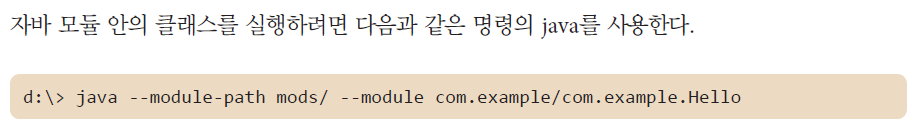 자바 모듈 안의 클래스를 실행하려면 다음과 같은 명령의 java를 사용한다.
d:\> java --module-path mods/ --module com.example/com.example.Hello